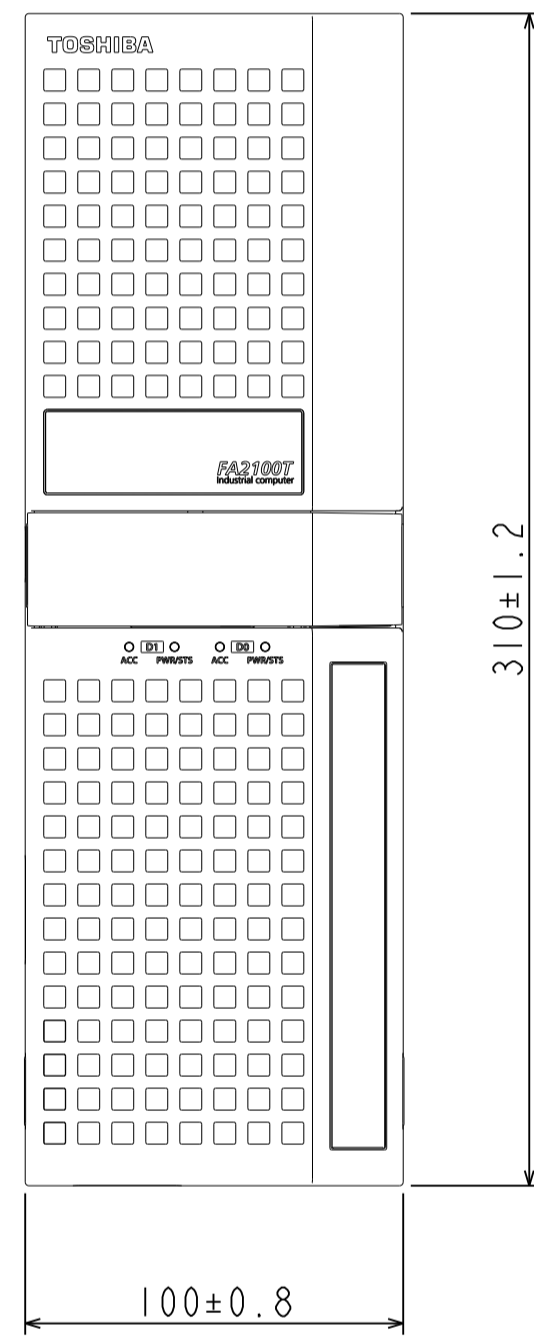 TOSHIBA
FA2100T
Industrial computer
310±1.2
D1 D0
ACC PWR/STS ACC PWR/STS
100±0.8